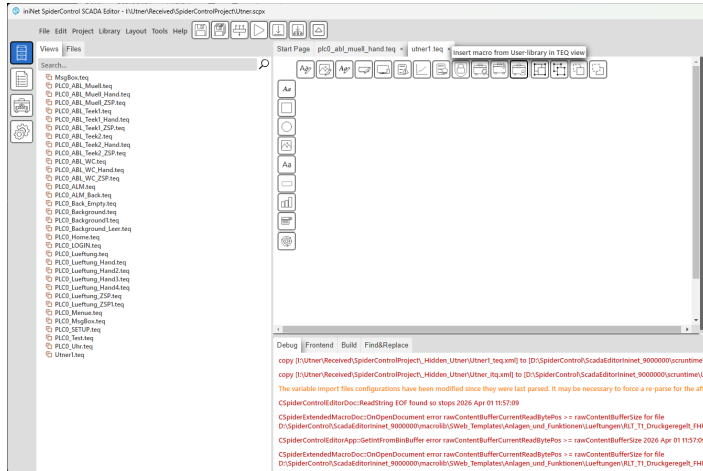 iniNet SpiderControl SCADA Editor - I:\Utner\Received\SpiderControlProject\Utner.scpx
File Edit Project Library Layout Tools Help
Views Files
Start Page plc0_abl_muell_hand.teq × utner1.teq ×
Insert macro from User-library in TEQ view
Search...
MsgBox.teq
PLC0_ABL_Muell.teq
PLC0_ABL_Muell_Hand.teq
PLC0_ABL_Muell_ZSP.teq
PLC0_ABL_Teek1.teq
PLC0_ABL_Teek1_Hand.teq
PLC0_ABL_Teek1_ZSP.teq
PLC0_ABL_Teek2.teq
PLC0_ABL_Teek2_Hand.teq
PLC0_ABL_Teek2_ZSP.teq
PLC0_ABL_WC.teq
PLC0_ABL_WC_Hand.teq
PLC0_ABL_WC_ZSP.teq
PLC0_ALM.teq
PLC0_ALM_Back.teq
PLC0_Back_Empty.teq
PLC0_Background.teq
PLC0_Background1.teq
PLC0_Background_Leer.teq
PLC0_Home.teq
PLC0_LOGIN.teq
PLC0_Lueftung.teq
PLC0_Lueftung_Hand.teq
PLC0_Lueftung_Hand2.teq
PLC0_Lueftung_Hand3.teq
PLC0_Lueftung_Hand4.teq
PLC0_Lueftung_ZSP.teq
PLC0_Lueftung_ZSP1.teq
PLC0_Menue.teq
PLC0_MsgBox.teq
PLC0_SETUP.teq
PLC0_Test.teq
PLC0_Uhr.teq
Utner1.teq
Aa
Aa
Debug Frontend Build Find&Replace
copy [I:\Utner\Received\SpiderControlProject\_Hidden_Utner\Utner1_teq.xml] to [D:\SpiderControl\ScadaEditorIninet_9000000\scruntime\
copy [I:\Utner\Received\SpiderControlProject\_Hidden_Utner\Utner_itq.xml] to [D:\SpiderControl\ScadaEditorIninet_9000000\scruntime\U
The variable import files configurations have been modified since they were last parsed. It may be necessary to force a re-parse for the aff
CSpiderControlEditorDoc::ReadString EOF found so stops 2026 Apr 01 11:57:09
CSpiderExtendedMacroDoc::OnOpenDocument error rawContentBufferCurrentReadBytePos >= rawContentBufferSize for file
D:\SpiderControl\ScadaEditorIninet_9000000\macrolib\SWeb_Templates\Anlagen_und_Funktionen\Lueftungen\RLT_T1_Druckgeregelt_FH
CSpiderControlEditorApp::GetIntFromBinBuffer error rawContentBufferCurrentReadBytePos >= rawContentBufferSize 2026 Apr 01 11:57:09
CSpiderExtendedMacroDoc::OnOpenDocument error rawContentBufferCurrentReadBytePos >= rawContentBufferSize for file
D:\SpiderControl\ScadaEditorIninet_9000000\macrolib\SWeb_Templates\Anlagen_und_Funktionen\Lueftungen\RLT_T1_Druckgeregelt_FH